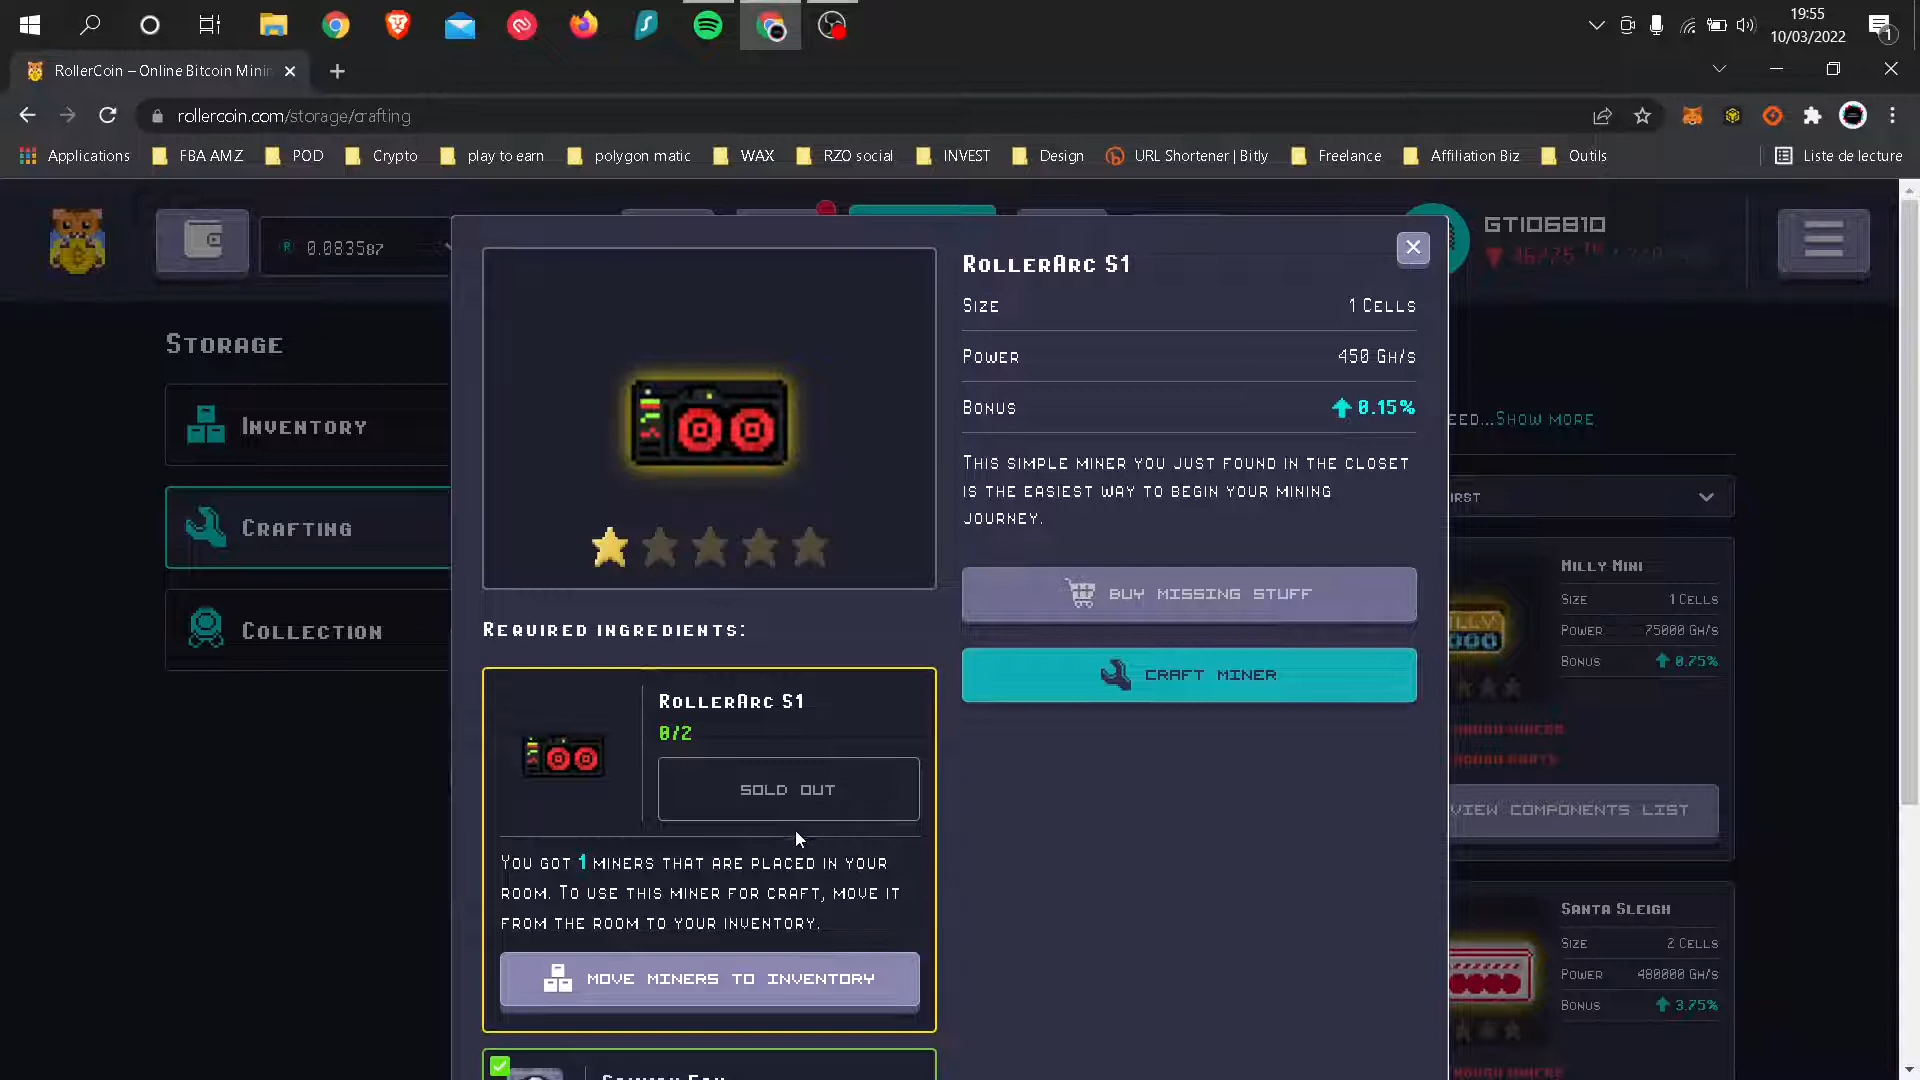 19:55
10/03/2022
1
RollerCoin – Online Bitcoin Minin
rollercoin.com/storage/crafting
Applications FBA AMZ POD Crypto play to earn polygon matic WAX RZO social INVEST Design URL Shortener | Bitly Freelance Affiliation Biz Outils Liste de lecture
0.083587
GTI06810
STORAGE
INVENTORY
CRAFTING
COLLECTION
ROLLERARC S1
SIZE 1 CELLS
POWER 450 GH/S
BONUS 0.15%
THIS SIMPLE MINER YOU JUST FOUND IN THE CLOSET
IS THE EASIEST WAY TO BEGIN YOUR MINING
JOURNEY.
BUY MISSING STUFF
CRAFT MINER
REQUIRED INGREDIENTS:
ROLLERARC S1
0/2
SOLD OUT
YOU GOT 1 MINERS THAT ARE PLACED IN YOUR
ROOM. TO USE THIS MINER FOR CRAFT, MOVE IT
FROM THE ROOM TO YOUR INVENTORY.
MOVE MINERS TO INVENTORY
EED...SHOW MORE
IRST
MILLY MINI
SIZE 1 CELLS
POWER 75000 GH/S
BONUS 0.75%
VIEW COMPONENTS LIST
SANTA SLEIGH
SIZE 2 CELLS
POWER 480000 GH/S
BONUS 3.75%